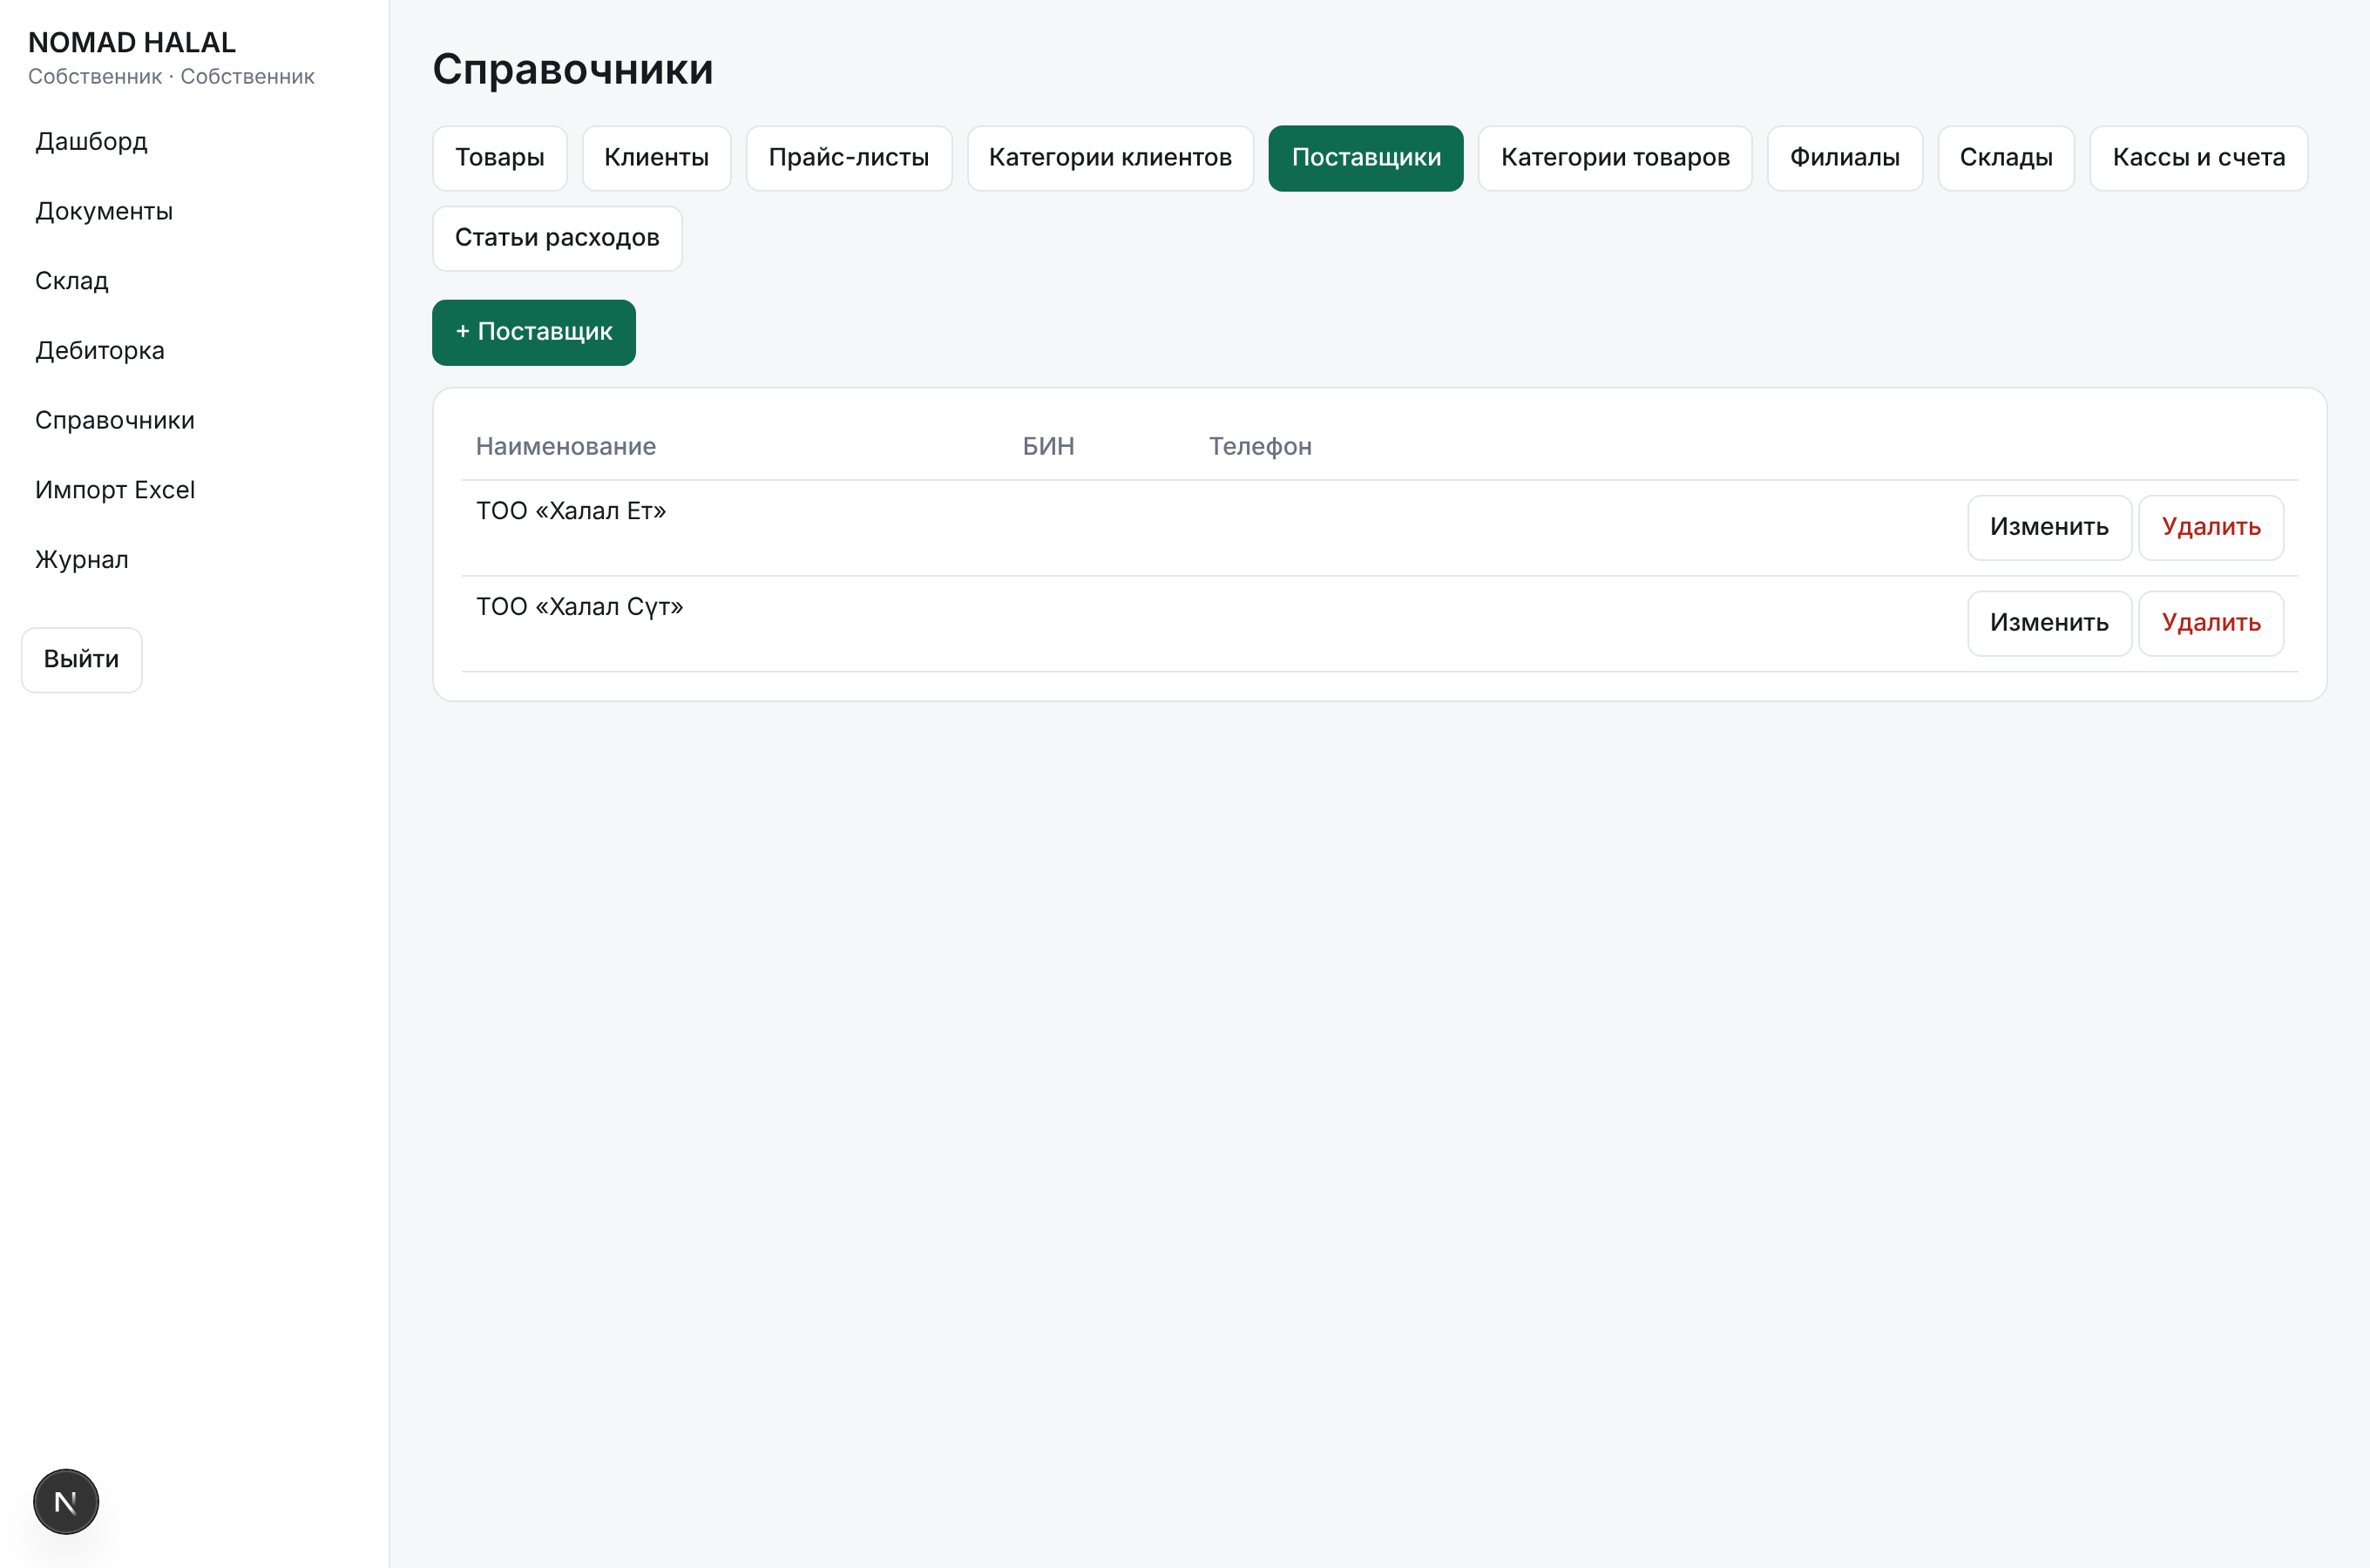 NOMAD HALAL
Собственник · Собственник
Дашборд
Документы
Склад
Дебиторка
Справочники
Импорт Excel
Журнал
Выйти
N
Справочники
Товары Клиенты Прайс-листы Категории клиентов Поставщики Категории товаров Филиалы Склады Кассы и счета
Статьи расходов
+ Поставщик
Наименование БИН Телефон
ТОО «Халал Ет» Изменить Удалить
ТОО «Халал Сүт» Изменить Удалить